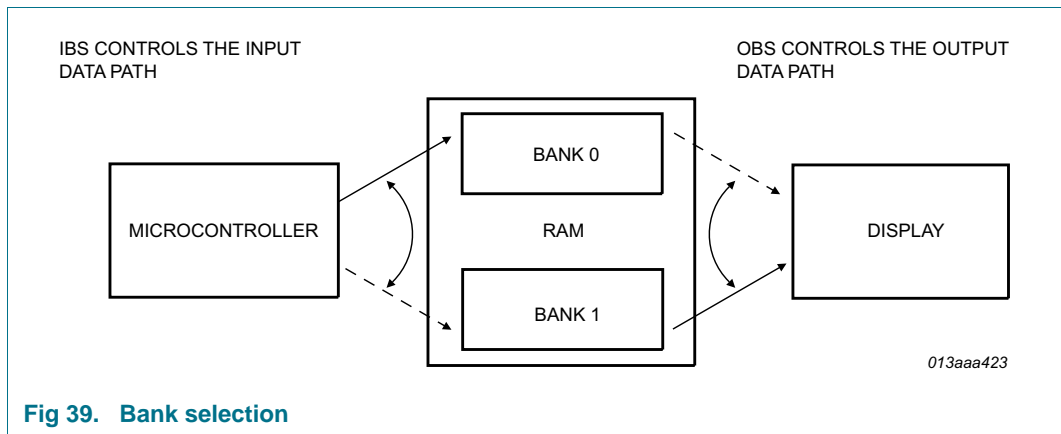 IBS CONTROLS THE INPUT
DATA PATH
OBS CONTROLS THE OUTPUT
DATA PATH
MICROCONTROLLER
BANK 0
RAM
BANK 1
DISPLAY
013aaa423
Fig 39. Bank selection